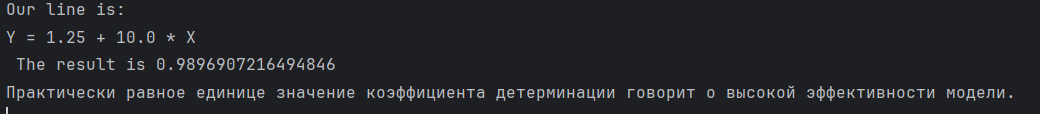 Our line is:
Y = 1.25 + 10.0 * X
The result is 0.9896907216494846
Практически равное единице значение коэффициента детерминации говорит о высокой эффективности модели.